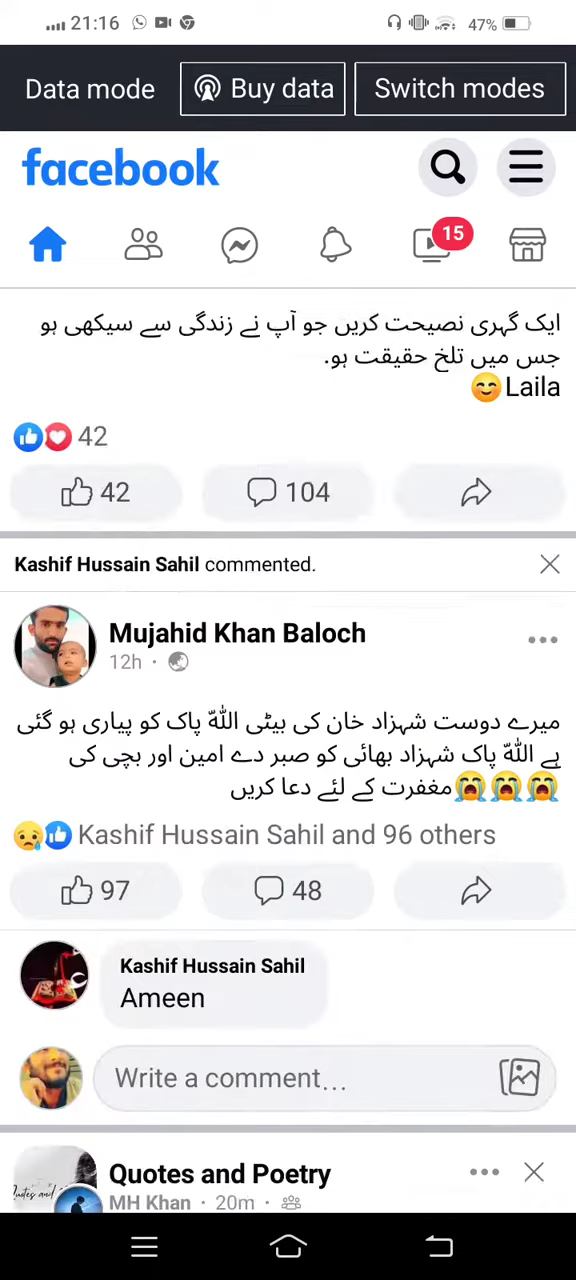 21:16
47%
Data mode
Buy data
Switch modes
facebook
15
ایک گہری نصیحت کریں جو آپ نے زندگی سے سیکھی ہو
جس میں تلخ حقیقت ہو.
😊Laila
42
42
104
Kashif Hussain Sahil commented.
Mujahid Khan Baloch
12h ·
میرے دوست شہزاد خان کی بیٹی اللّٰہ پاک کو پیاری ہو گئی
ہے اللّٰہ پاک شہزاد بھائی کو صبر دے امین اور بچی کی
مغفرت کے لئے دعا کریں😭😭😭
Kashif Hussain Sahil and 96 others
97
48
Kashif Hussain Sahil
Ameen
Write a comment...
Quotes and Poetry
MH Khan · 20m ·